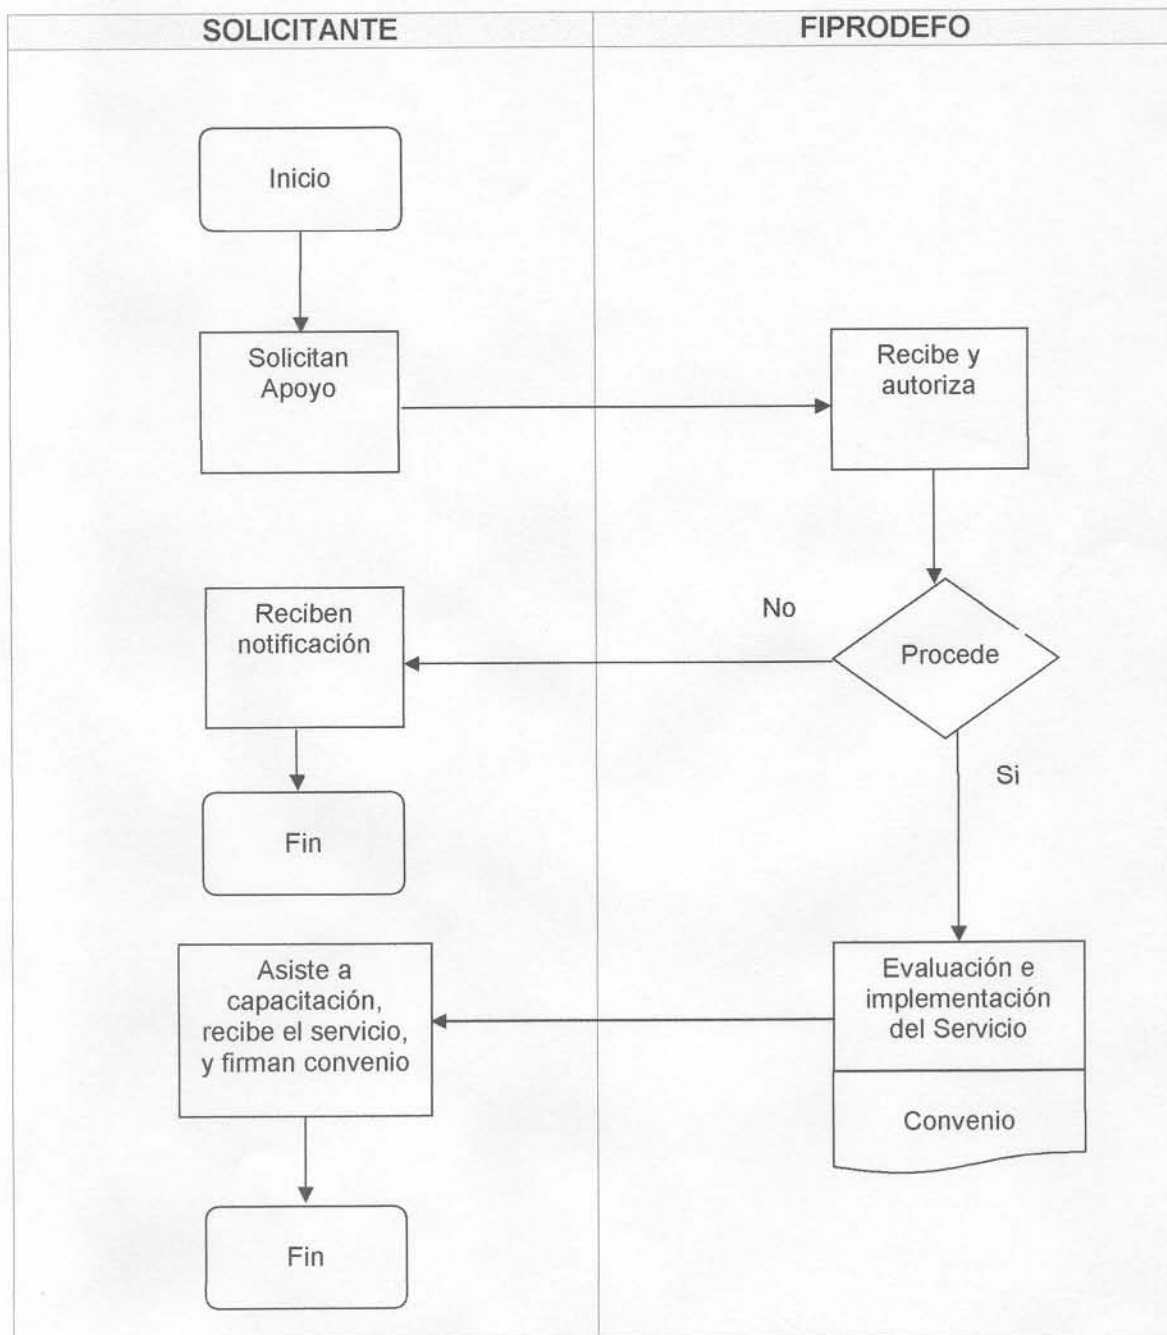 SOLICITANTE
FIPRODEFO
Inicio
Solicitan
Apoyo
Recibe y
autoriza
Reciben
notificación
No
Procede
Si
Fin
Asiste a
capacitación,
recibe el servicio,
y firman convenio
Evaluación e
implementación
del Servicio
Convenio
Fin